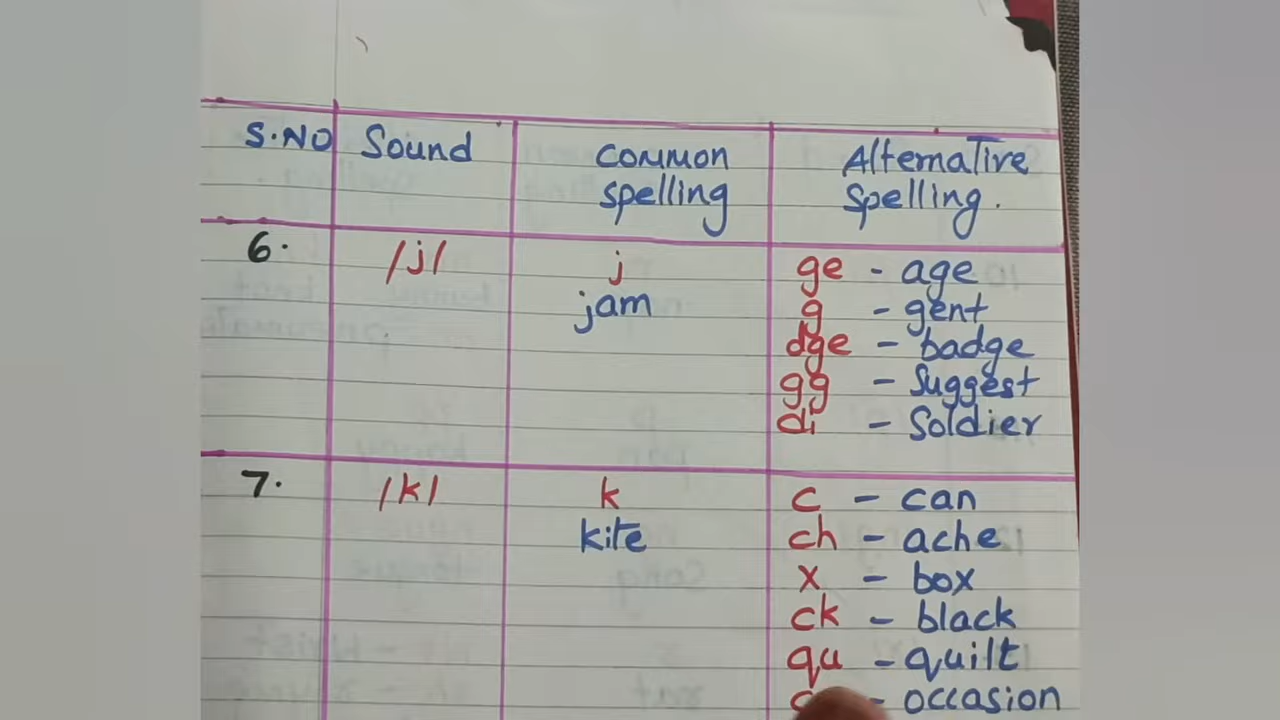 S.NO Sound Common Alternative
spelling spelling.
6. /j/ j ge - age
jam g - gent
dge - badge
gg - Suggest
di - Soldier
7. /k/ k c - can
kite ch - ache
x - box
ck - black
qu - quilt
- occasion